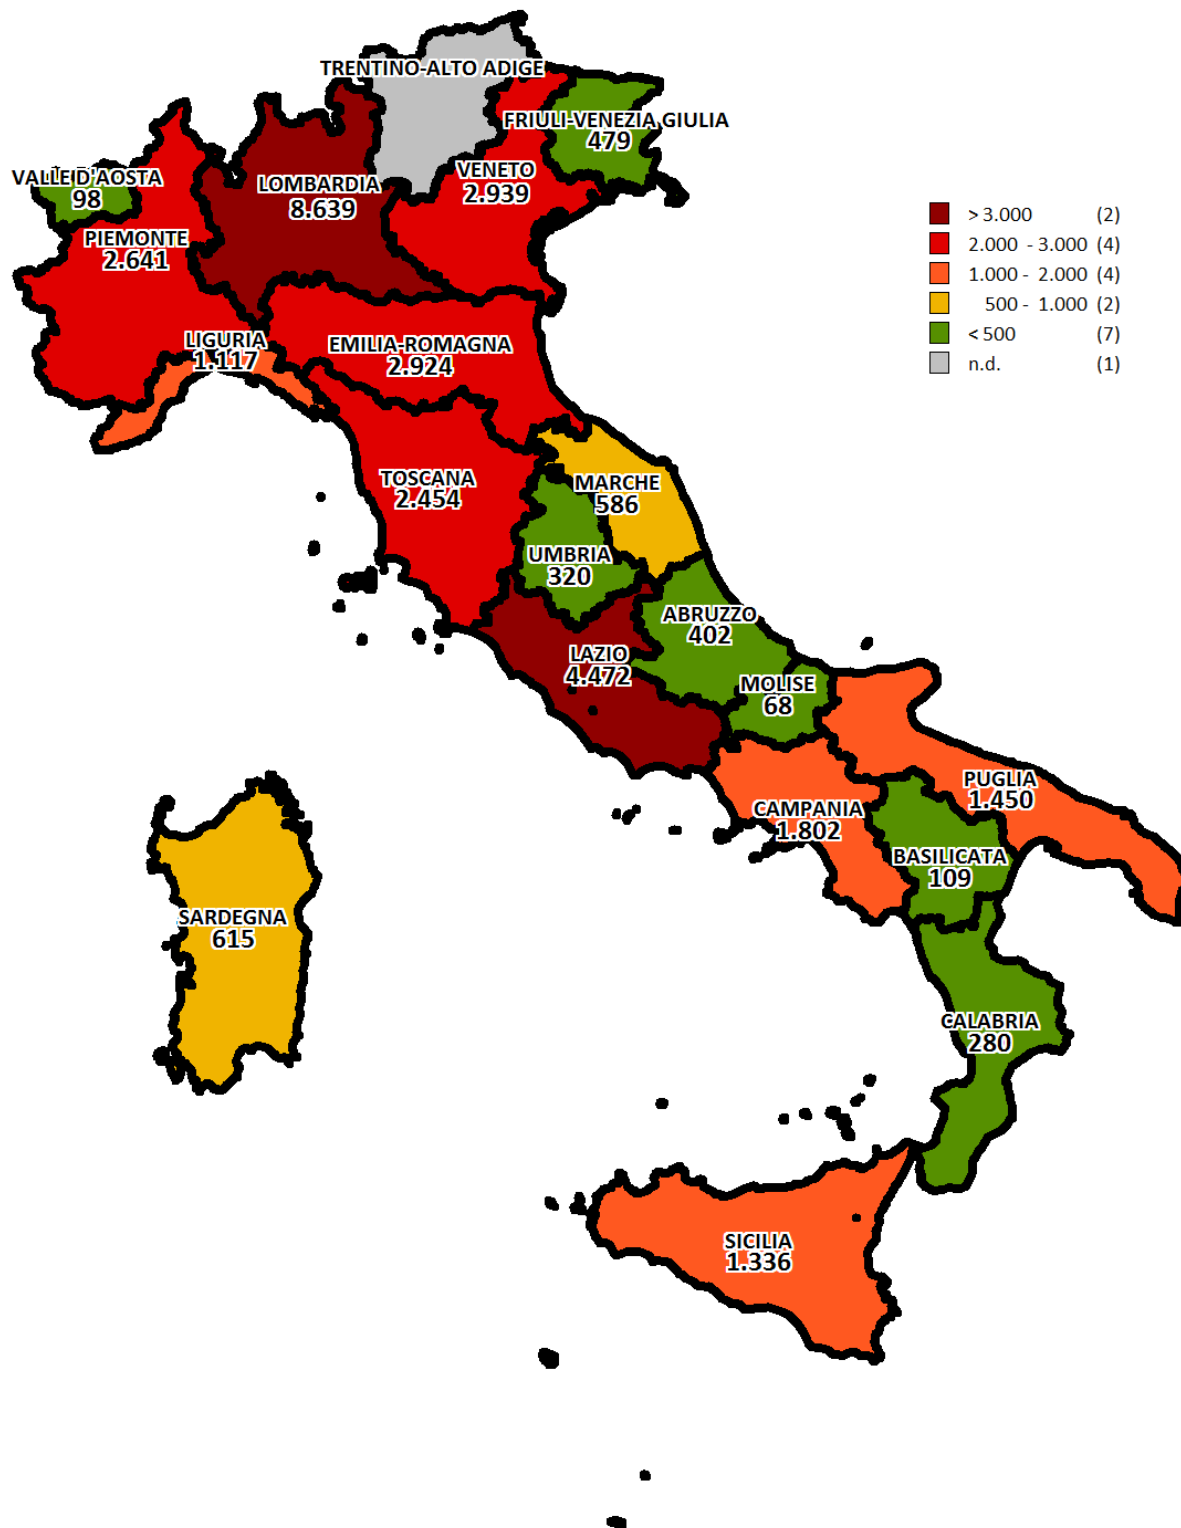 TRENTINO-ALTO ADIGE
FRIULI-VENEZIA GIULIA
479
VALLE D'AOSTA
98
LOMBARDIA
8.639
VENETO
2.939
PIEMONTE
2.641
> 3.000 (2)
2.000 - 3.000 (4)
1.000 - 2.000 (4)
500 - 1.000 (2)
< 500 (7)
n.d. (1)
LIGURIA
1.117
EMILIA-ROMAGNA
2.924
TOSCANA
2.454
MARCHE
586
UMBRIA
320
ABRUZZO
402
LAZIO
4.472
MOLISE
68
PUGLIA
1.450
CAMPANIA
1.802
BASILICATA
109
SARDEGNA
615
CALABRIA
280
SICILIA
1.336